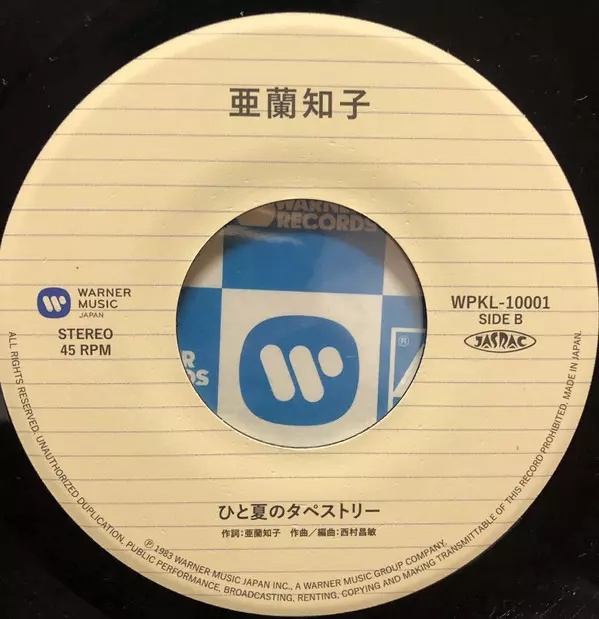 亜蘭知子
WARNER
RECORDS
WARNER
MUSIC
JAPAN
STEREO
45 RPM
WPKL-10001
SIDE B
JASRAC
®
ひと夏のタペストリー
作詞:亜蘭知子 作曲/編曲:西村昌敏
ALL RIGHTS RESERVED. UNAUTHORIZED DUPLICATION, PUBLIC PERFORMANCE, BROADCASTING, RENTING, COPYING AND MAKING TRANSMITTABLE OF THIS RECORD PROHIBITED. MADE IN JAPAN.
℗1983 WARNER MUSIC JAPAN INC., A WARNER MUSIC GROUP COMPANY.